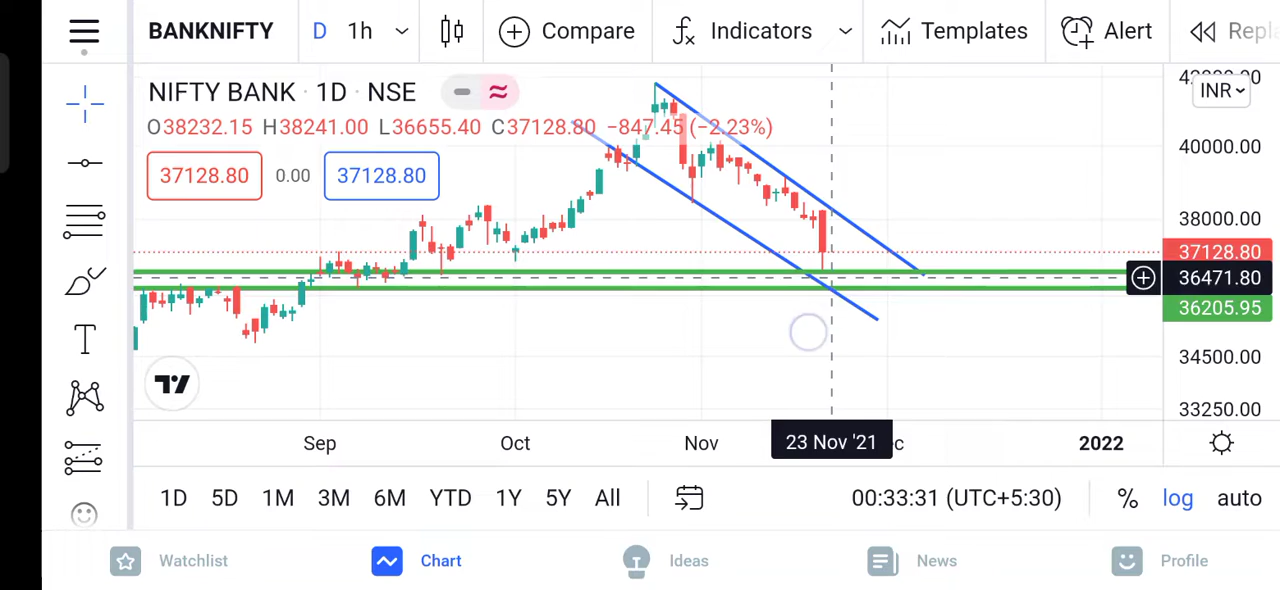 BANKNIFTY D 1h Compare Indicators Templates Alert Repl
NIFTY BANK · 1D · NSE
42000.00
INR
O38232.15 H38241.00 L36655.40 C37128.80 −847.45 (−2.23%)
40000.00
37128.80 0.00 37128.80
38000.00
37128.80
36471.80
36205.95
34500.00
33250.00
Sep Oct Nov 23 Nov '21 2022
1D 5D 1M 3M 6M YTD 1Y 5Y All 00:33:31 (UTC+5:30) % log auto
Watchlist Chart Ideas News Profile